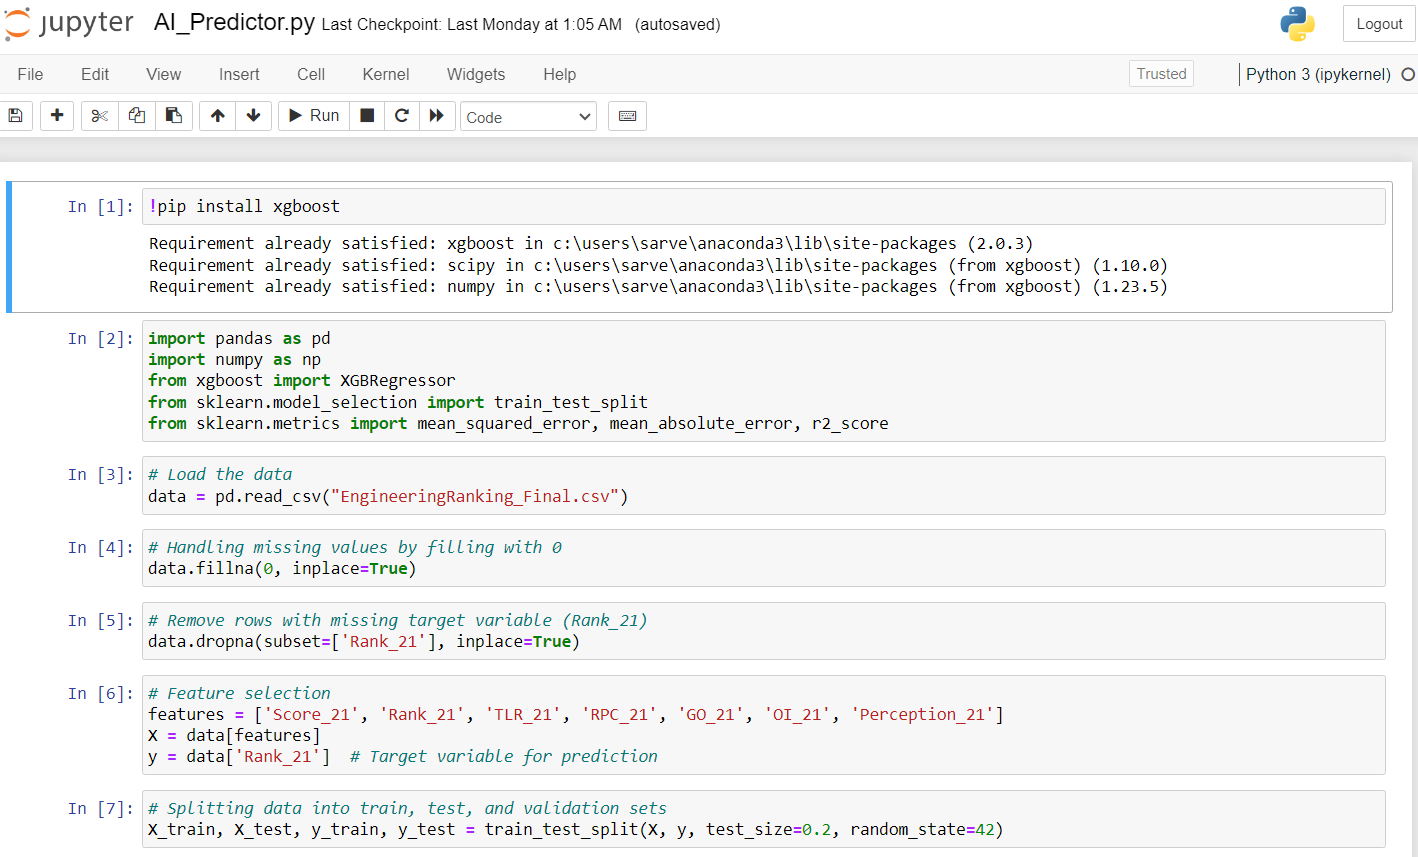 jupyter AI_Predictor.py Last Checkpoint: Last Monday at 1:05 AM (autosaved)
Logout
File Edit View Insert Cell Kernel Widgets Help
Trusted
Python 3 (ipykernel)
Run
Code
In [1]: !pip install xgboost
Requirement already satisfied: xgboost in c:\users\sarve\anaconda3\lib\site-packages (2.0.3)
Requirement already satisfied: scipy in c:\users\sarve\anaconda3\lib\site-packages (from xgboost) (1.10.0)
Requirement already satisfied: numpy in c:\users\sarve\anaconda3\lib\site-packages (from xgboost) (1.23.5)
In [2]: import pandas as pd
import numpy as np
from xgboost import XGBRegressor
from sklearn.model_selection import train_test_split
from sklearn.metrics import mean_squared_error, mean_absolute_error, r2_score
In [3]: # Load the data
data = pd.read_csv("EngineeringRanking_Final.csv")
In [4]: # Handling missing values by filling with 0
data.fillna(0, inplace=True)
In [5]: # Remove rows with missing target variable (Rank_21)
data.dropna(subset=['Rank_21'], inplace=True)
In [6]: # Feature selection
features = ['Score_21', 'Rank_21', 'TLR_21', 'RPC_21', 'GO_21', 'OI_21', 'Perception_21']
X = data[features]
y = data['Rank_21']  # Target variable for prediction
In [7]: # Splitting data into train, test, and validation sets
X_train, X_test, y_train, y_test = train_test_split(X, y, test_size=0.2, random_state=42)